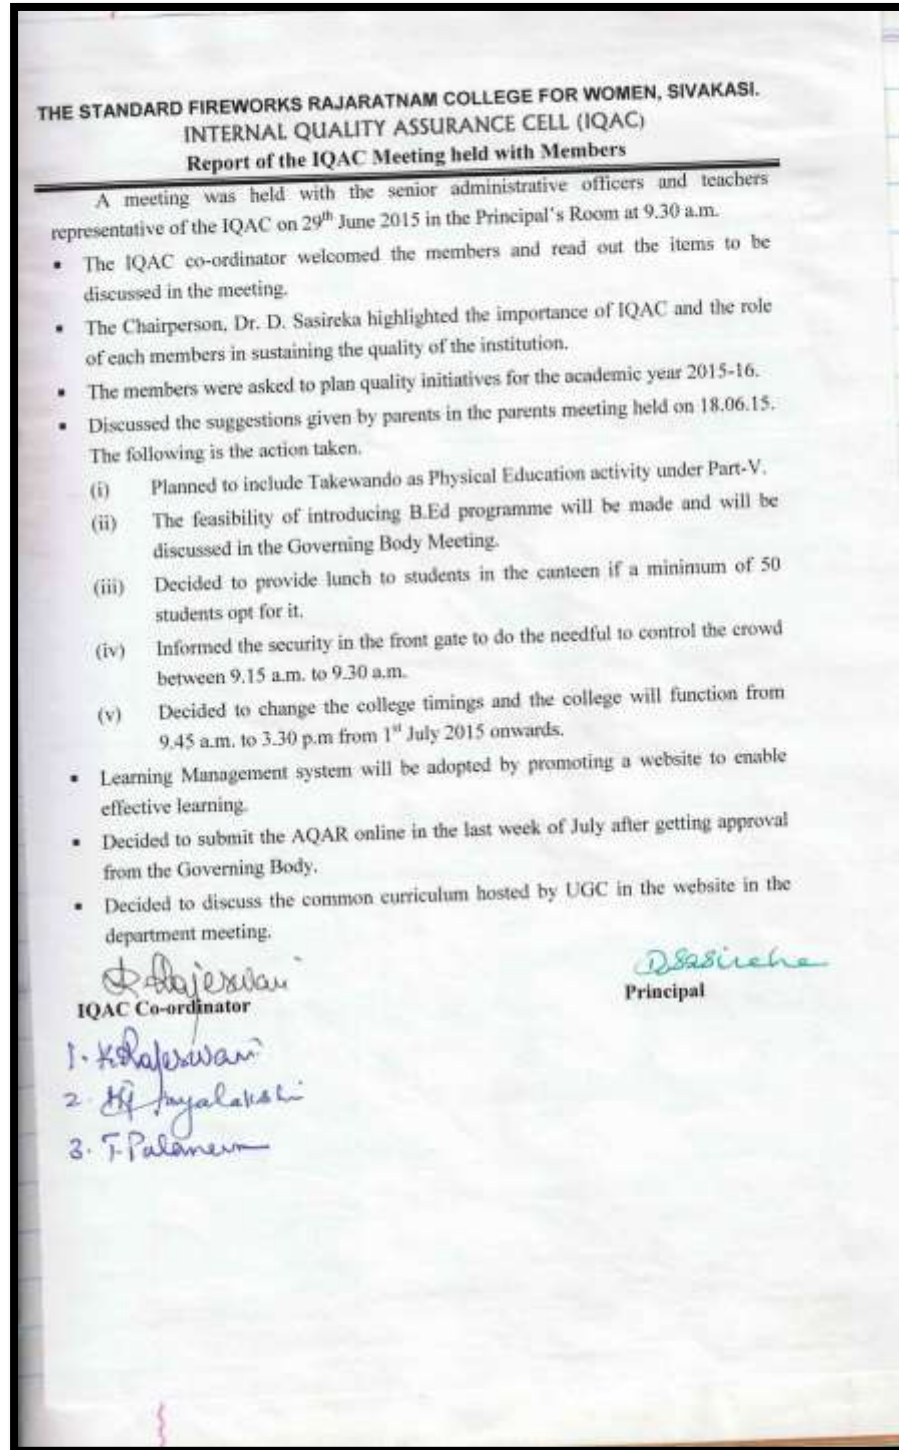 THE STANDARD FIREWORKS RAJARATNAM COLLEGE FOR WOMEN, SIVAKASI.
INTERNAL QUALITY ASSURANCE CELL (IQAC)
Report of the IQAC Meeting held with Members
A meeting was held with the senior administrative officers and teachers
representative of the IQAC on 29th June 2015 in the Principal's Room at 9.30 a.m.
▪ The IQAC co-ordinator welcomed the members and read out the items to be
discussed in the meeting.
▪ The Chairperson, Dr. D. Sasireka highlighted the importance of IQAC and the role
of each members in sustaining the quality of the institution.
▪ The members were asked to plan quality initiatives for the academic year 2015-16.
▪ Discussed the suggestions given by parents in the parents meeting held on 18.06.15.
The following is the action taken.
(i) Planned to include Takewando as Physical Education activity under Part-V.
(ii) The feasibility of introducing B.Ed programme will be made and will be
discussed in the Governing Body Meeting.
(iii) Decided to provide lunch to students in the canteen if a minimum of 50
students opt for it.
(iv) Informed the security in the front gate to do the needful to control the crowd
between 9.15 a.m. to 9.30 a.m.
(v) Decided to change the college timings and the college will function from
9.45 a.m. to 3.30 p.m from 1st July 2015 onwards.
▪ Learning Management system will be adopted by promoting a website to enable
effective learning.
▪ Decided to submit the AQAR online in the last week of July after getting approval
from the Governing Body.
▪ Decided to discuss the common curriculum hosted by UGC in the website in the
department meeting.
Rajeswari D.Sasireka
IQAC Co-ordinator Principal
1. K.Rajeswari
2. Jayalakshi
3. T.